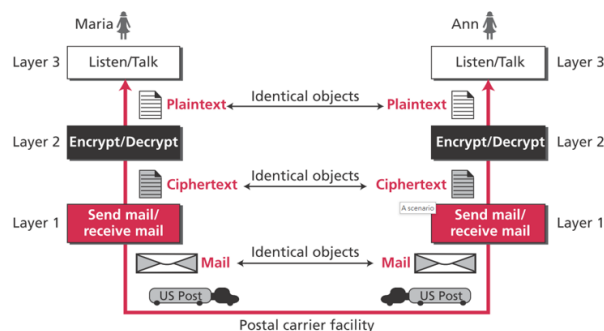 Maria
Ann
Layer 3
Listen/Talk
Listen/Talk
Layer 3
Plaintext
Identical objects
Plaintext
Layer 2
Encrypt/Decrypt
Encrypt/Decrypt
Layer 2
Ciphertext
Identical objects
Ciphertext
A scenario
Layer 1
Send mail/
receive mail
Send mail/
receive mail
Layer 1
Mail
Identical objects
Mail
US Post
US Post
Postal carrier facility